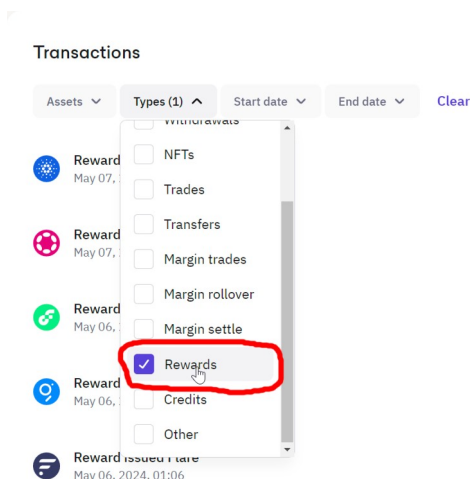 Transactions
Assets Types (1) Start date End date Clear
Withdrawals
Reward NFTs
May 07,
Trades
Reward Transfers
May 07,
Margin trades
Margin rollover
Reward
May 06, Margin settle
Rewards
Reward
May 06, Credits
Other
Reward issued Flare
May 06, 2024, 01:06